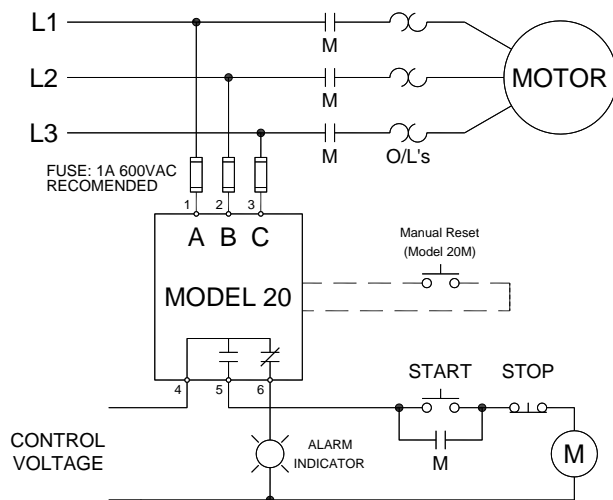 L1
M
L2
M
MOTOR
L3
M
O/L's
FUSE: 1A 600VAC
RECOMENDED
1
2
3
A B C
Manual Reset
(Model 20M)
MODEL 20
4
5
6
START
STOP
M
CONTROL
VOLTAGE
ALARM
INDICATOR
M